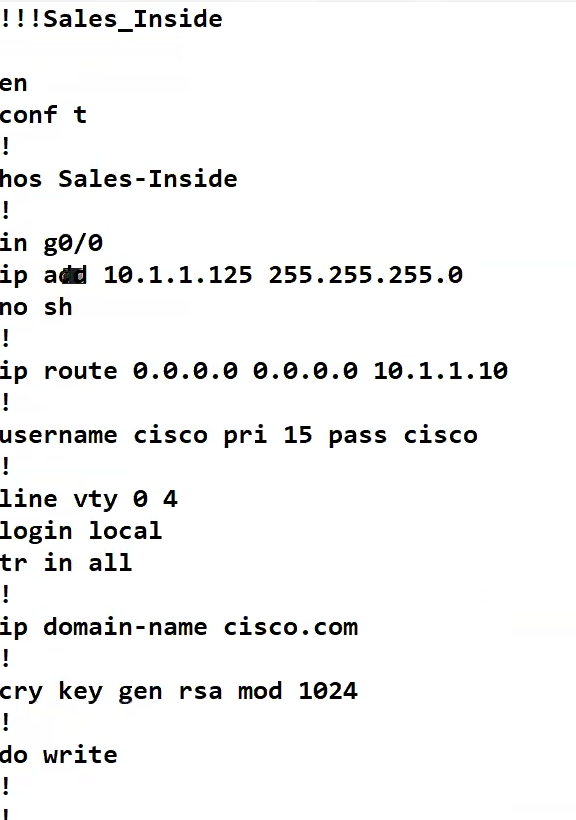 !!!Sales_Inside
en
conf t
!
hos Sales-Inside
!
in g0/0
ip add 10.1.1.125 255.255.255.0
no sh
!
ip route 0.0.0.0 0.0.0.0 10.1.1.10
!
username cisco pri 15 pass cisco
!
line vty 0 4
login local
tr in all
!
ip domain-name cisco.com
!
cry key gen rsa mod 1024
!
do write
!
!